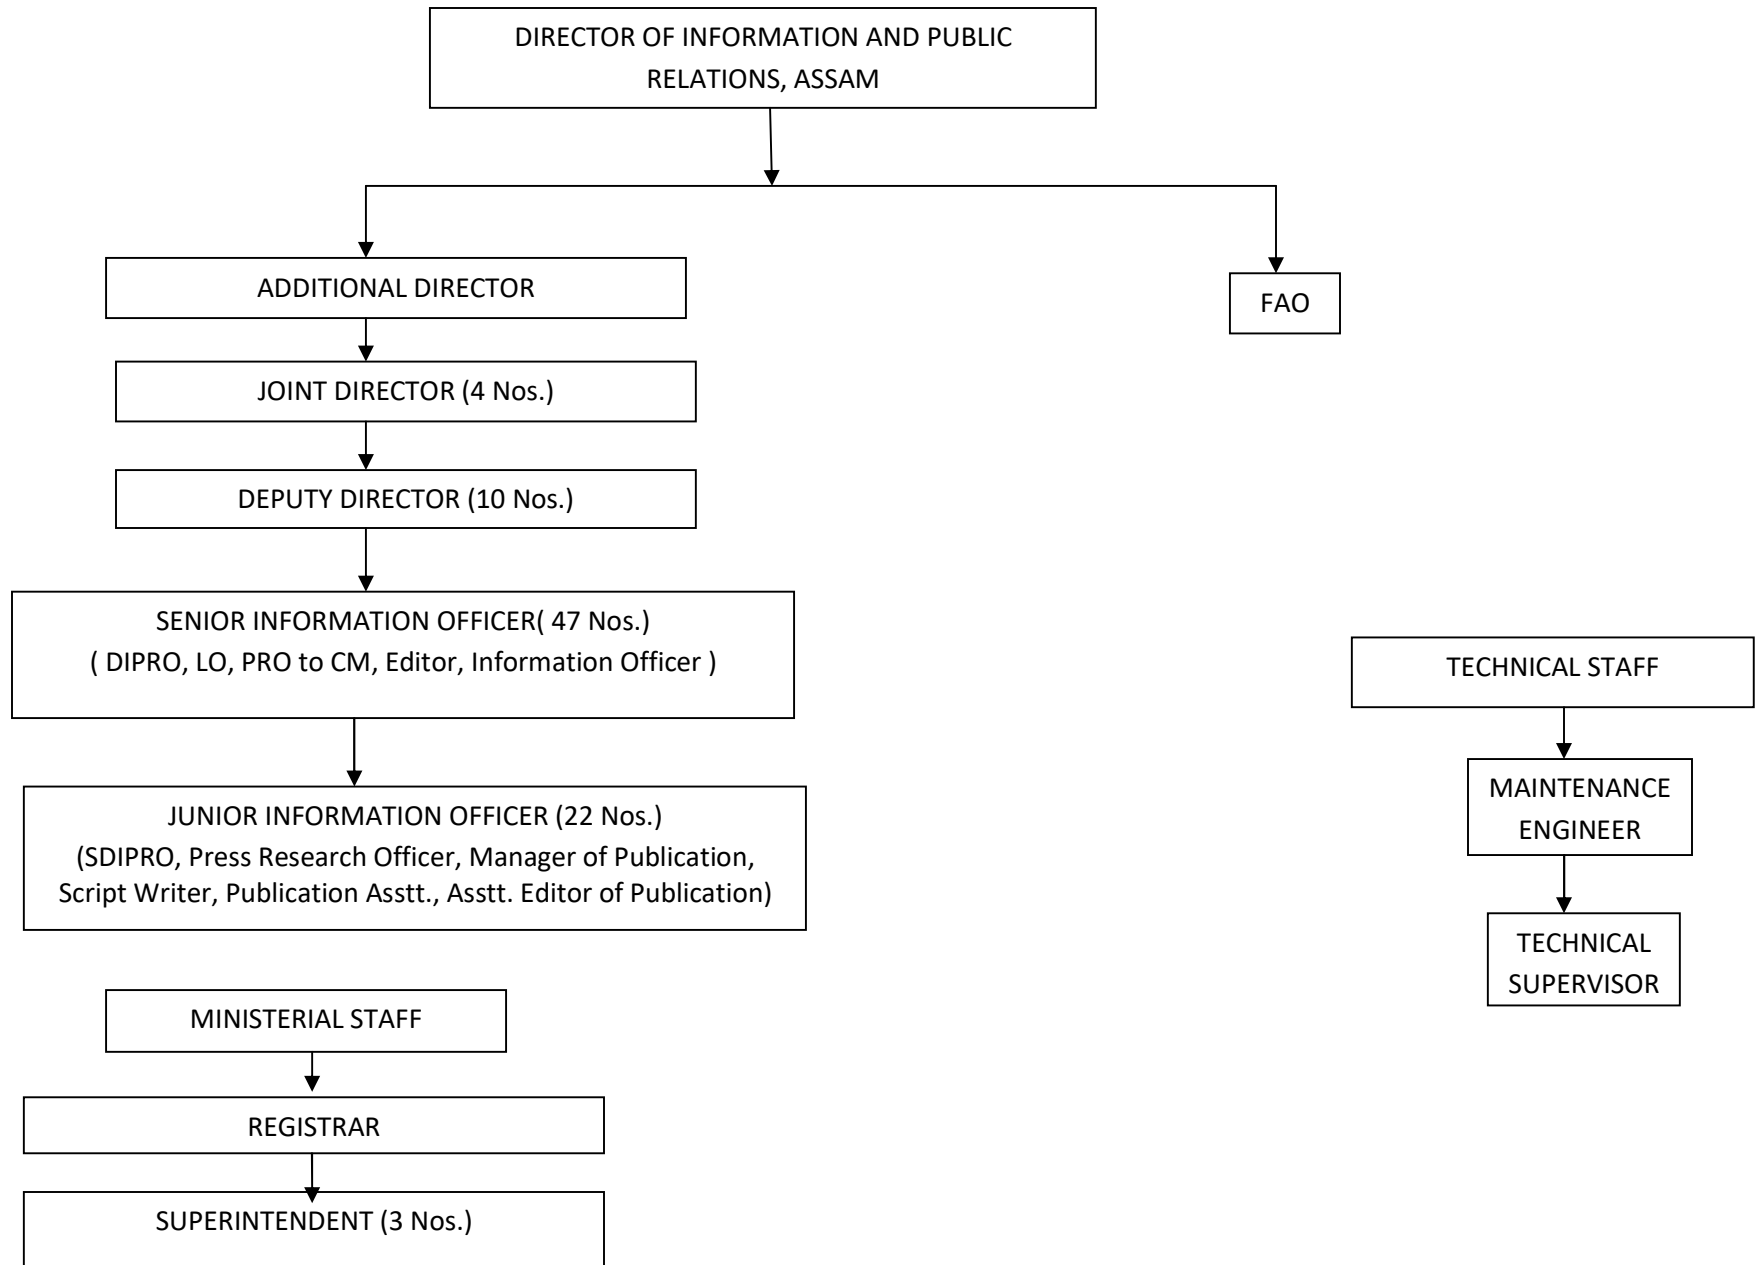 DIRECTOR OF INFORMATION AND PUBLIC
RELATIONS, ASSAM
ADDITIONAL DIRECTOR
FAO
JOINT DIRECTOR (4 Nos.)
DEPUTY DIRECTOR (10 Nos.)
SENIOR INFORMATION OFFICER( 47 Nos.)
( DIPRO, LO, PRO to CM, Editor, Information Officer )
TECHNICAL STAFF
MAINTENANCE
ENGINEER
JUNIOR INFORMATION OFFICER (22 Nos.)
(SDIPRO, Press Research Officer, Manager of Publication,
Script Writer, Publication Asstt., Asstt. Editor of Publication)
TECHNICAL
SUPERVISOR
MINISTERIAL STAFF
REGISTRAR
SUPERINTENDENT (3 Nos.)